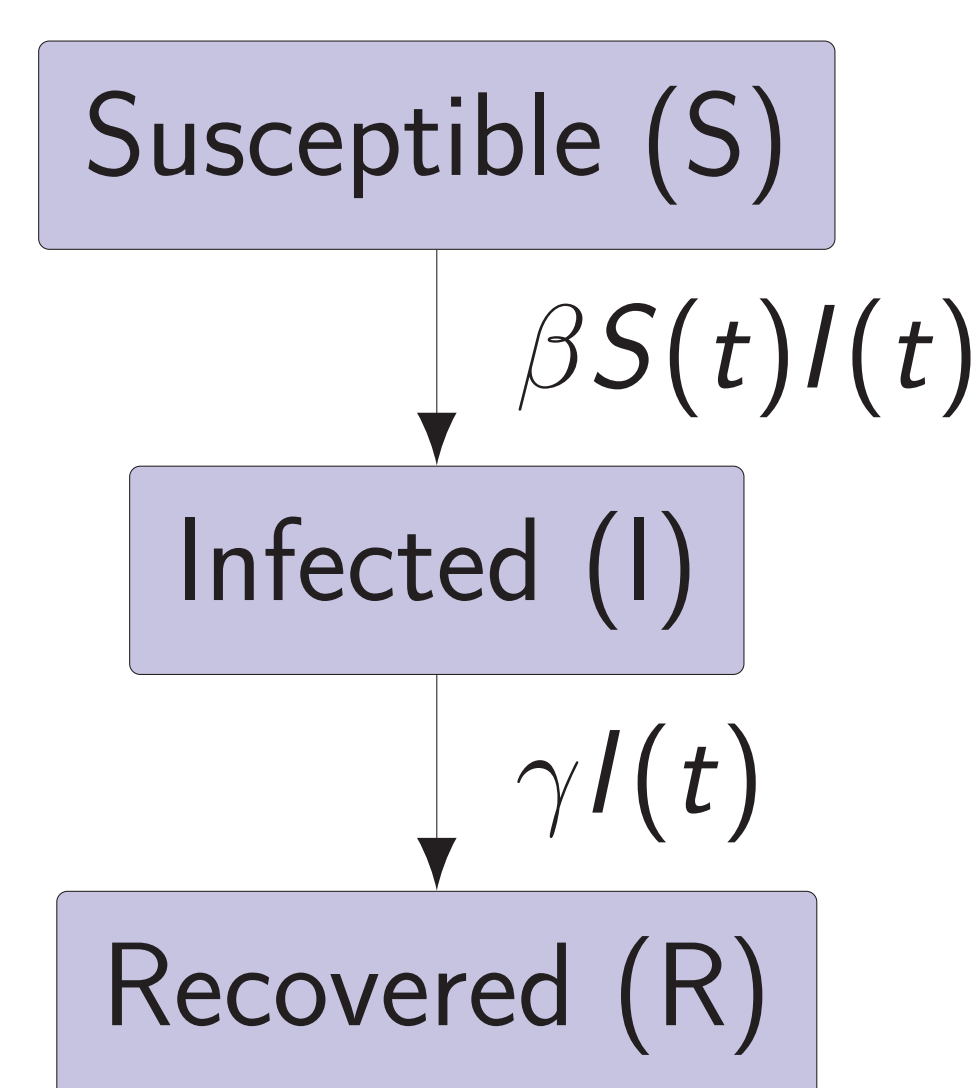 Susceptible (S)
βS(t)I(t)
Infected (I)
γI(t)
Recovered (R)